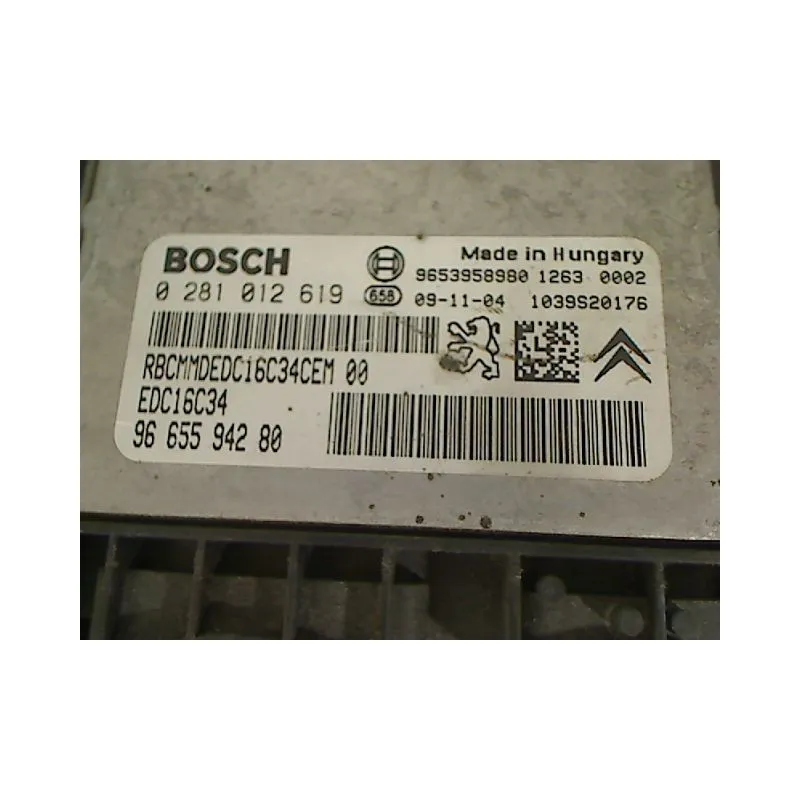 BOSCH
Made in Hungary
9653958980 1263 0002
0 281 012 619 658 09-11-04 1039S20176
RBCMMDEDC16C34CEM 00
EDC16C34
96 655 942 80